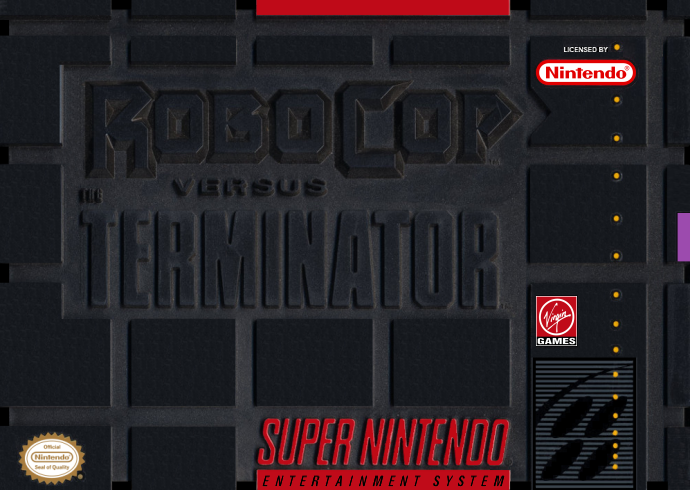 LICENSED BY
Nintendo®
ROBOCOP
VERSUS
THE
TERMINATOR
Virgin
GAMES
SUPER NINTENDO
ENTERTAINMENT SYSTEM
Official
Nintendo
Seal of Quality